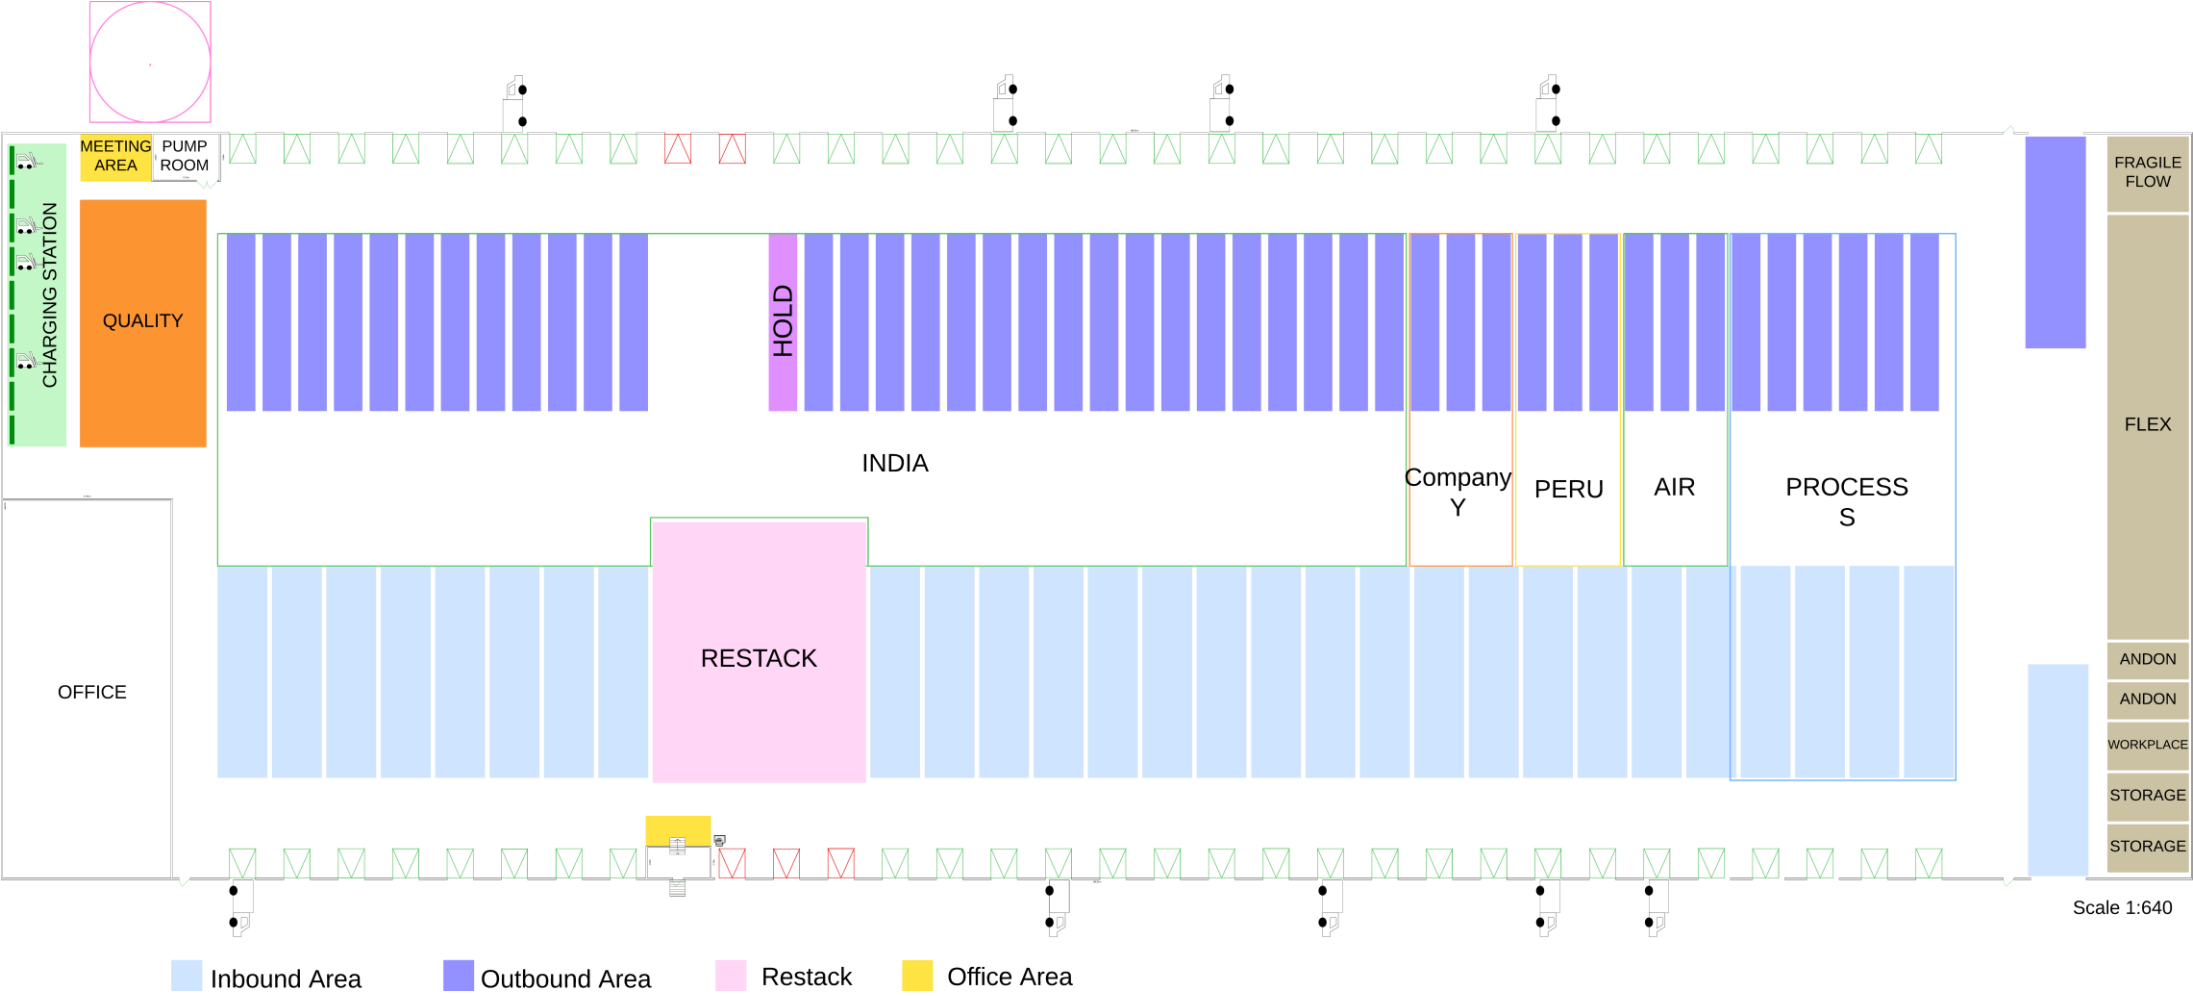 MEETING
AREA
PUMP
ROOM
CHARGING STATION
QUALITY
OFFICE
HOLD
INDIA
RESTACK
Company
Y
PERU
AIR
PROCESS
S
FRAGILE
FLOW
FLEX
ANDON
ANDON
WORKPLACE
STORAGE
STORAGE
Scale 1:640
Inbound Area
Outbound Area
Restack
Office Area